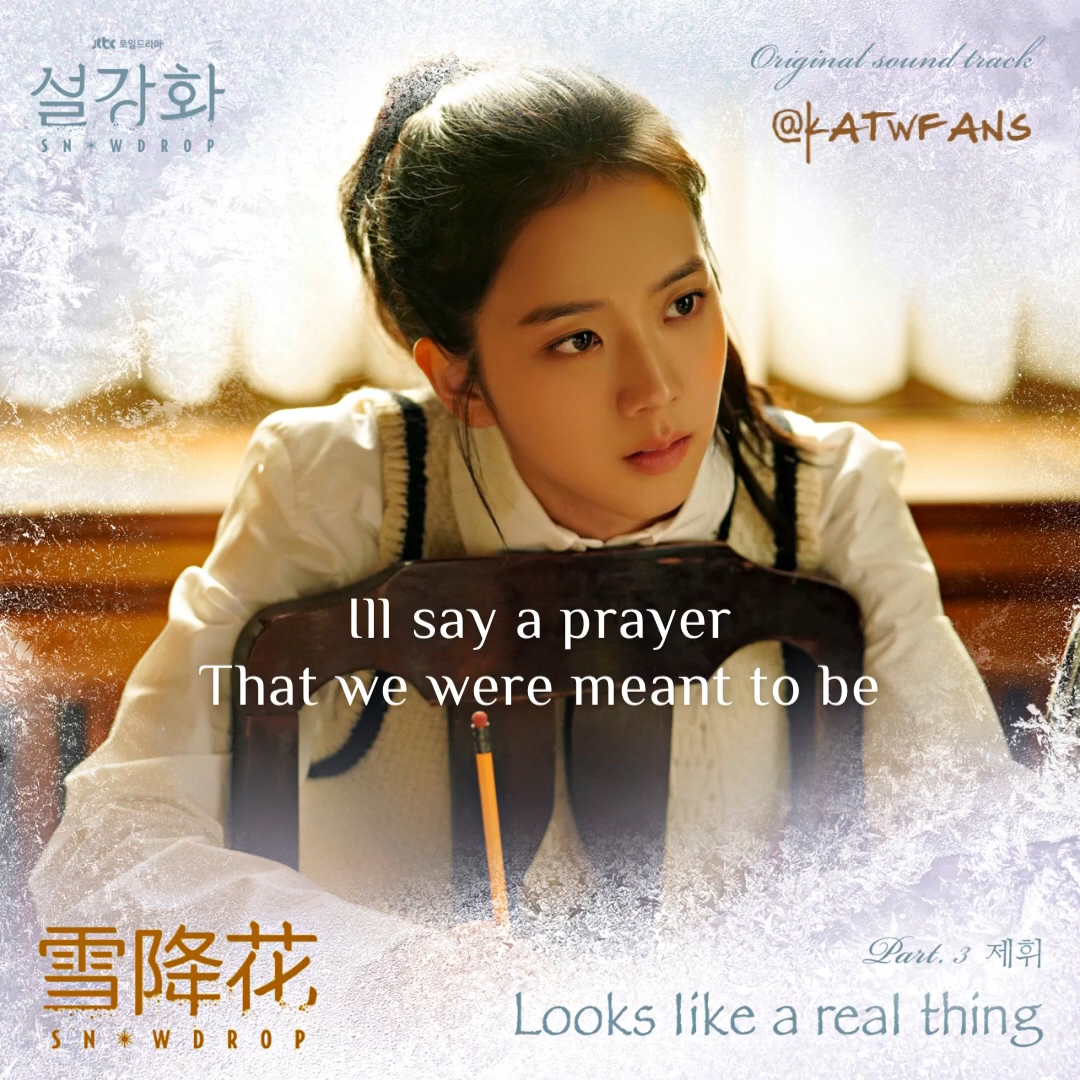 jtbc 토일드라마
설강화
SN*WDROP
Original sound track
@KATWFANS
Ill say a prayer
That we were meant to be
雪降花
SN*WDROP
Part. 3 제휘
Looks like a real thing